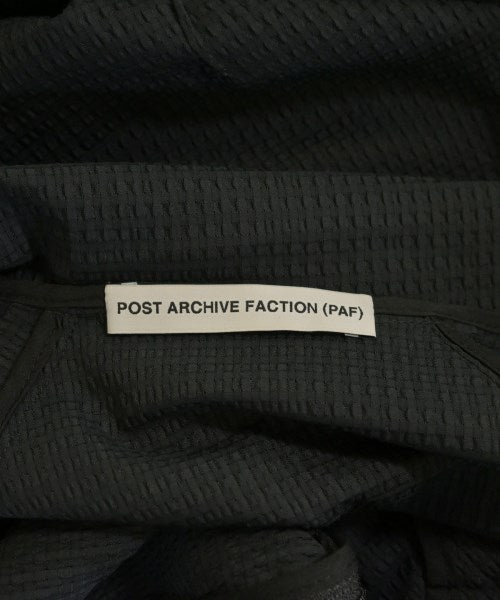 POST ARCHIVE FACTION (PAF)